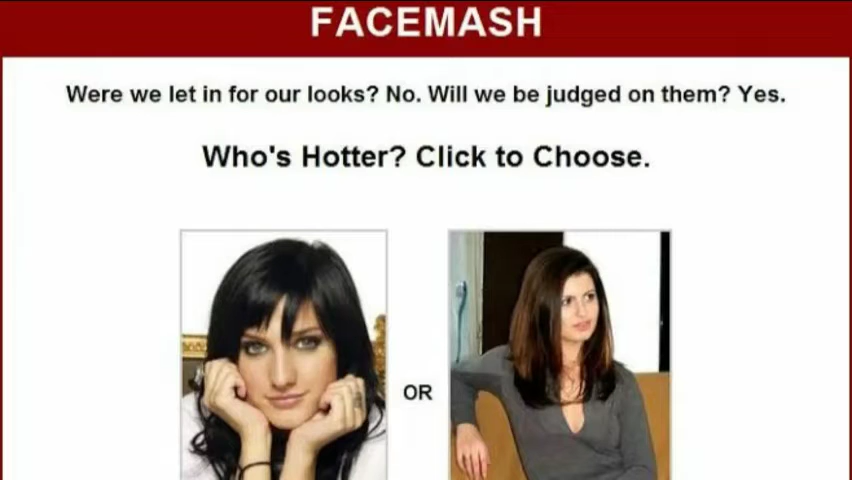 FACEMASH
Were we let in for our looks? No. Will we be judged on them? Yes.
Who's Hotter? Click to Choose.
OR